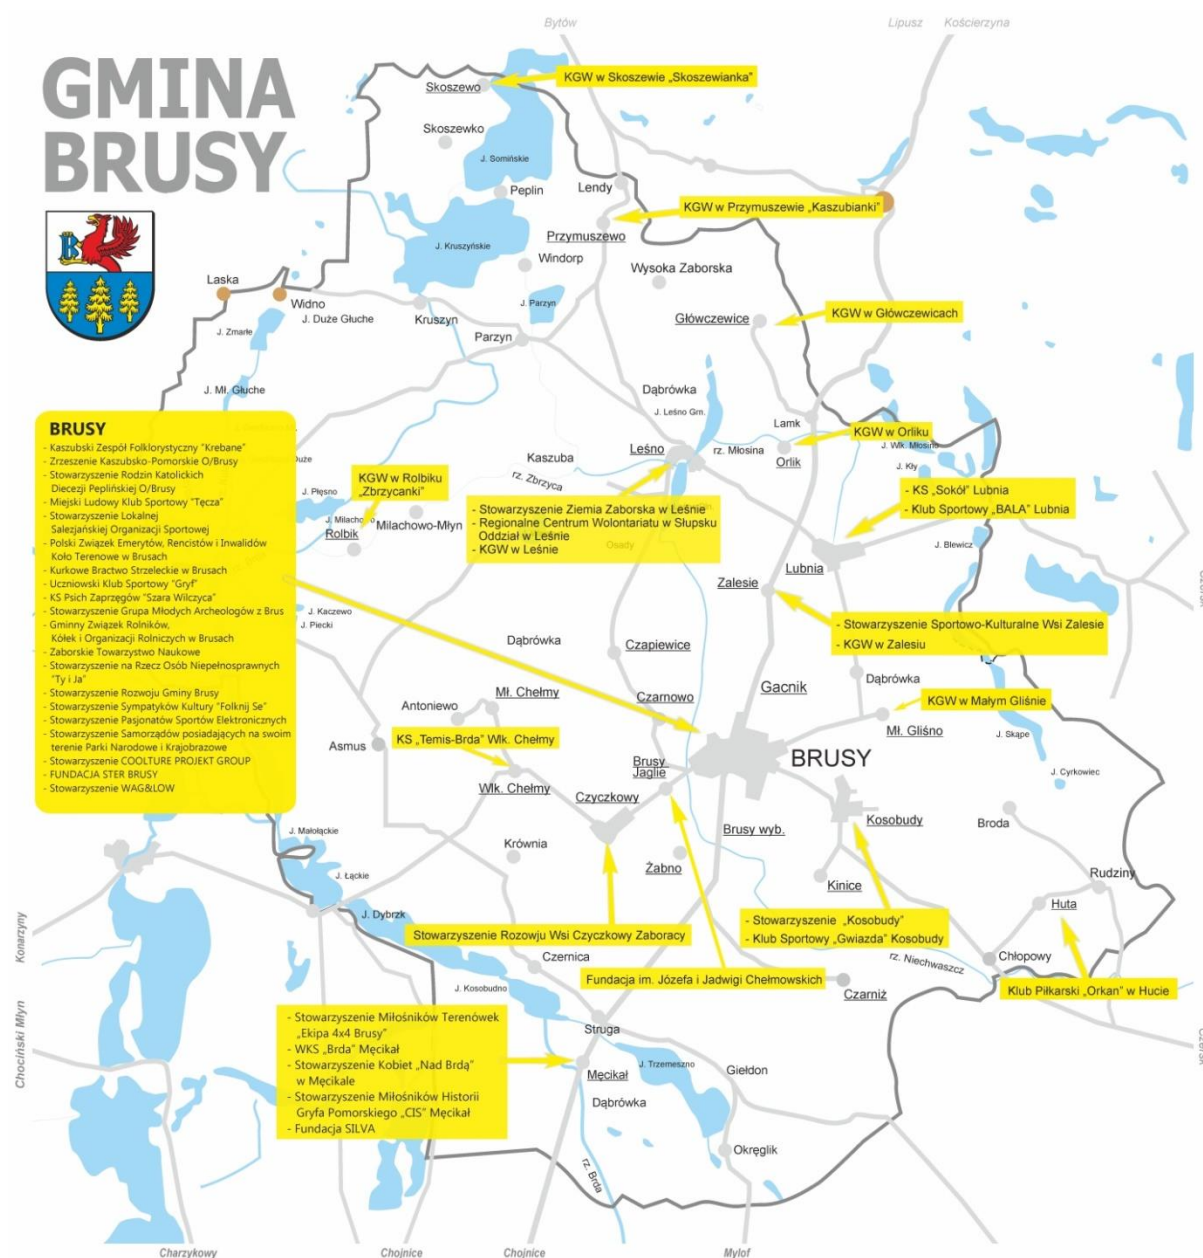 Bytów
Lipusz
Kościerzyna
GMINA
BRUSY
KGW w Skoszewie „Skoszewianka”
Skoszewo
Skoszewko
J. Somińskie
Peplin
Lendy
KGW w Przymuszewie „Kaszubianki”
Przymuszewo
J. Kruszyńskie
Windorp
Wysoka Zaborska
Laska
Widno
J. Duże Głuche
Kruszyn
J. Parzyn
J. Zmarłe
Parzyn
Główczewice
KGW w Główczewicach
J. Mł. Głuche
Dąbrówka
J. Leśno Grn.
Lamk
KGW w Orliku
BRUSY
- Kaszubski Zespół Folklorystyczny "Krebane"
- Zrzeszenie Kaszubsko-Pomorskie O/Brusy
- Stowarzyszenie Rodzin Katolickich
Diecezji Peplińskiej O/Brusy
- Miejski Ludowy Klub Sportowy "Tęcza"
- Stowarzyszenie Lokalnej
Salezjańskiej Organizacji Sportowej
- Polski Związek Emerytów, Rencistów i Inwalidów
Koło Terenowe w Brusach
- Kurkowe Bractwo Strzeleckie w Brusach
- Uczniowski Klub Sportowy "Gryf"
- KS Psich Zaprzęgów "Szara Wilczyca"
- Stowarzyszenie Grupa Młodych Archeologów z Brus
- Gminny Związek Rolników,
Kółek i Organizacji Rolniczych w Brusach
- Zaborskie Towarzystwo Naukowe
- Stowarzyszenie na Rzecz Osób Niepełnosprawnych
"Ty i Ja"
- Stowarzyszenie Rozwoju Gminy Brusy
- Stowarzyszenie Sympatyków Kultury "Folknij Se"
- Stowarzyszenie Pasjonatów Sportów Elektronicznych
- Stowarzyszenie Samorządów posiadających na swoim
terenie Parki Narodowe i Krajobrazowe
- Stowarzyszenie COOLTURE PROJEKT GROUP
- FUNDACJA STER BRUSY
- Stowarzyszenie WAG&LOW
Duże
Kaszuba
rz. Zbrzyca
Leśno
rz. Młosina
Orlik
J. Wlk. Młosino
J. Kły
KGW w Rolbiku
„Zbrzycanki”
J. Płęsno
J. Milachowo
Milachowo-Młyn
Rolbik
- Stowarzyszenie Ziemia Zaborska w Leśnie
- Regionalne Centrum Wolontariatu w Słupsku
Oddział w Leśnie
- KGW w Leśnie
Osady
- KS „Sokół” Lubnia
- Klub Sportowy „BALA” Lubnia
J. Blewicz
Lubnia
Zalesie
Czersk
J. Kaczewo
J. Piecki
Dąbrówka
Czapiewice
- Stowarzyszenie Sportowo-Kulturalne Wsi Zalesie
- KGW w Zalesiu
Gacnik
Dąbrówka
Mł. Chełmy
Antoniewo
Czarnowo
KGW w Małym Gliśnie
Mł. Gliśno
J. Skąpe
Asmus
KS „Temis-Brda” Wlk. Chełmy
Wlk. Chełmy
Brusy
Jaglie
BRUSY
J. Cyrkowiec
Czyczkowy
Kosobudy
Broda
Brusy wyb.
J. Małołąckie
Krównia
Żabno
Kinice
Rudziny
J. Łąckie
Huta
J. Dybrzk
Konarzyny
Stowarzyszenie Rozowju Wsi Czyczkowy Zaboracy
- Stowarzyszenie „Kosobudy”
- Klub Sportowy „Gwiazda” Kosobudy
rz. Niechwaszcz
Chłopowy
Czernica
Fundacja im. Józefa i Jadwigi Chełmowskich
Czarniż
Klub Piłkarski „Orkan” w Hucie
J. Kosobudno
Chociński Młyn
Czersk
- Stowarzyszenie Miłośników Terenówek
„Ekipa 4x4 Brusy”
- WKS „Brda” Męcikał
- Stowarzyszenie Kobiet „Nad Brdą”
w Męcikale
- Stowarzyszenie Miłośników Historii
Gryfa Pomorskiego „CIS” Męcikał
- Fundacja SILVA
Struga
Męcikał
J. Trzemeszno
Giełdon
Dąbrówka
Okręglik
rz. Brda
Charzykowy
Chojnice
Chojnice
Mylof